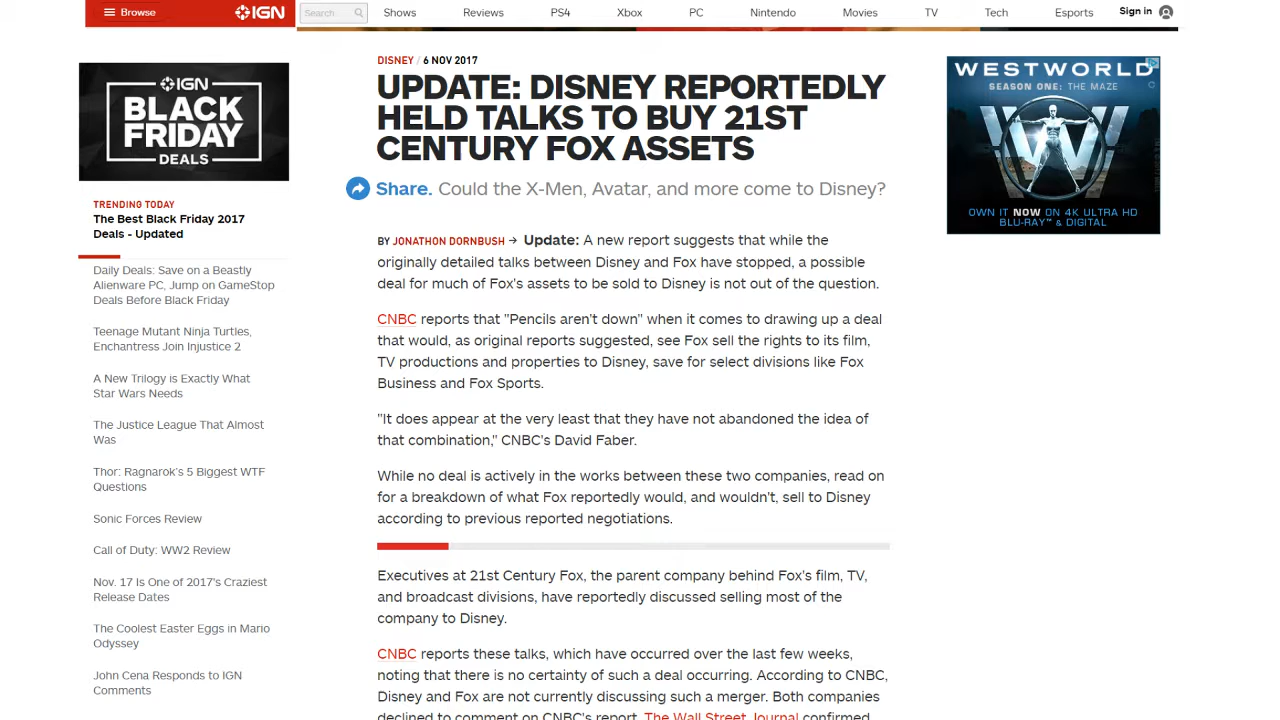 Browse
IGN
Search
Shows
Reviews
PS4
Xbox
PC
Nintendo
Movies
TV
Tech
Esports
Sign in
IGN
BLACK
FRIDAY
DEALS
TRENDING TODAY
The Best Black Friday 2017
Deals - Updated
Daily Deals: Save on a Beastly
Alienware PC, Jump on GameStop
Deals Before Black Friday
Teenage Mutant Ninja Turtles,
Enchantress Join Injustice 2
A New Trilogy is Exactly What
Star Wars Needs
The Justice League That Almost
Was
Thor: Ragnarok's 5 Biggest WTF
Questions
Sonic Forces Review
Call of Duty: WW2 Review
Nov. 17 Is One of 2017's Craziest
Release Dates
The Coolest Easter Eggs in Mario
Odyssey
John Cena Responds to IGN
Comments
DISNEY / 6 NOV 2017
UPDATE: DISNEY REPORTEDLY
HELD TALKS TO BUY 21ST
CENTURY FOX ASSETS
Share. Could the X-Men, Avatar, and more come to Disney?
BY JONATHON DORNBUSH → Update: A new report suggests that while the
originally detailed talks between Disney and Fox have stopped, a possible
deal for much of Fox's assets to be sold to Disney is not out of the question.
CNBC reports that "Pencils aren't down" when it comes to drawing up a deal
that would, as original reports suggested, see Fox sell the rights to its film,
TV productions and properties to Disney, save for select divisions like Fox
Business and Fox Sports.
"It does appear at the very least that they have not abandoned the idea of
that combination," CNBC's David Faber.
While no deal is actively in the works between these two companies, read on
for a breakdown of what Fox reportedly would, and wouldn't, sell to Disney
according to previous reported negotiations.
Executives at 21st Century Fox, the parent company behind Fox's film, TV,
and broadcast divisions, have reportedly discussed selling most of the
company to Disney.
CNBC reports these talks, which have occurred over the last few weeks,
noting that there is no certainty of such a deal occurring. According to CNBC,
Disney and Fox are not currently discussing such a merger. Both companies
declined to comment on CNBC's report. The Wall Street Journal confirmed
WESTWORLD
SEASON ONE: THE MAZE
OWN IT NOW ON 4K ULTRA HD
BLU-RAY™ & DIGITAL